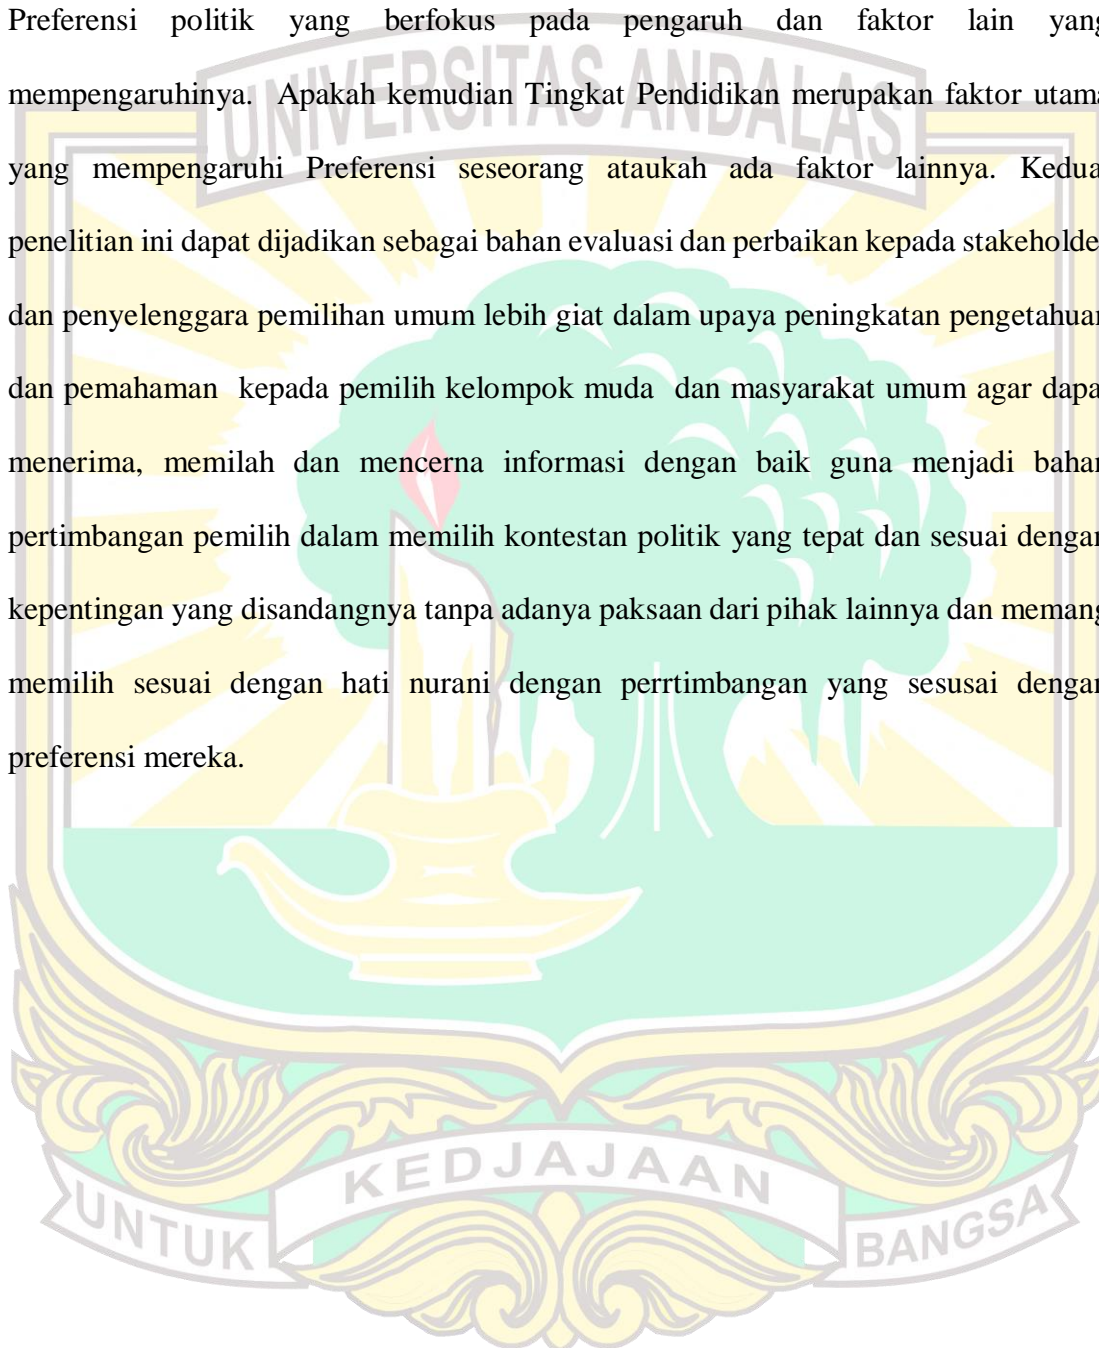 Preferensi politik yang berfokus pada pengaruh dan faktor lain yang
mempengaruhinya. Apakah kemudian Tingkat Pendidikan merupakan faktor utama
yang mempengaruhi Preferensi seseorang ataukah ada faktor lainnya. Kedua
penelitian ini dapat dijadikan sebagai bahan evaluasi dan perbaikan kepada stakeholde
dan penyelenggara pemilihan umum lebih giat dalam upaya peningkatan pengetahuan
dan pemahaman kepada pemilih kelompok muda dan masyarakat umum agar dapa
menerima, memilah dan mencerna informasi dengan baik guna menjadi bahan
pertimbangan pemilih dalam memilih kontestan politik yang tepat dan sesuai dengan
kepentingan yang disandangnya tanpa adanya paksaan dari pihak lainnya dan memang
memilih sesuai dengan hati nurani dengan perrtimbangan yang sesusai dengan
preferensi mereka.
UNIVERSITAS ANDALAS
UNTUK KEDJAJAAN BANGSA